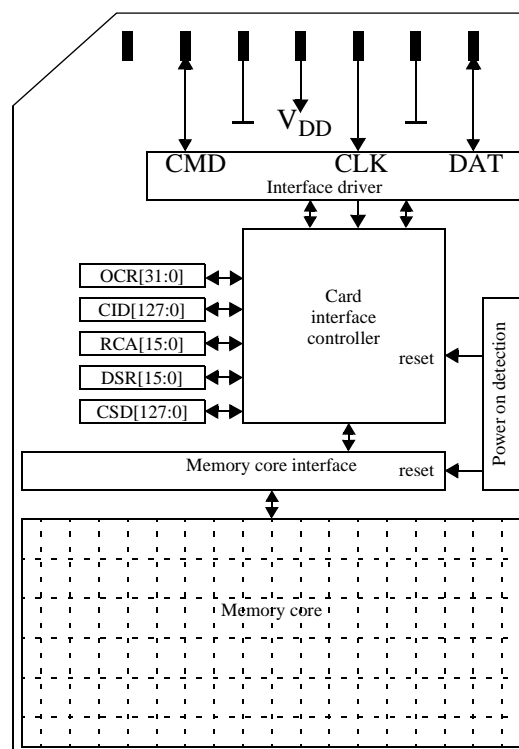 V DD
CMD CLK DAT
Interface driver
OCR[31:0]
CID[127:0]
RCA[15:0]
DSR[15:0]
CSD[127:0]
Card
interface
controller
reset
Power on detection
Memory core interface
reset
Memory core